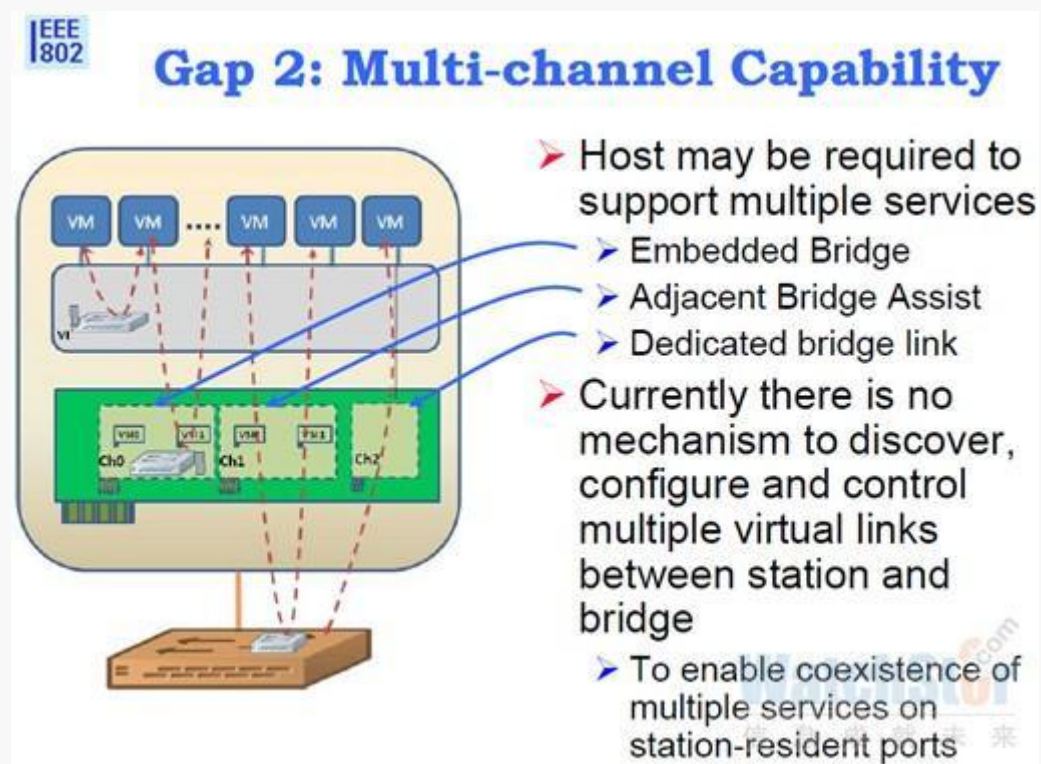 IEEE
802
Gap 2: Multi-channel Capability
Host may be required to
support multiple services
Embedded Bridge
Adjacent Bridge Assist
Dedicated bridge link
Currently there is no
mechanism to discover,
configure and control
multiple virtual links
between station and
bridge
To enable coexistence of
multiple services on
station-resident ports
VM VM .... VM VM VM
Ch0 Ch1 Ch2